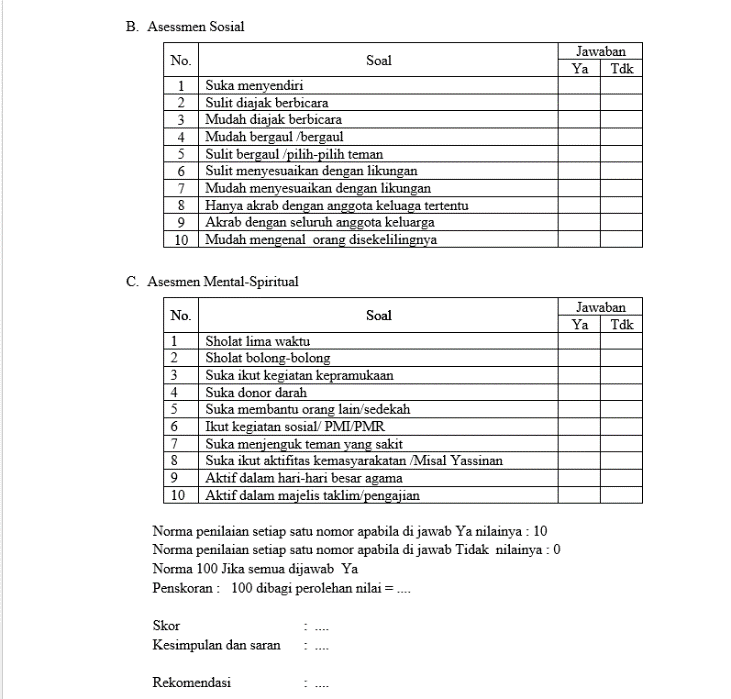 B. Asessmen Sosial
No. Soal Jawaban
Ya Tdk
1 Suka menyendiri
2 Sulit diajak berbicara
3 Mudah diajak berbicara
4 Mudah bergaul /bergaul
5 Sulit bergaul /pilih-pilih teman
6 Sulit menyesuaikan dengan likungan
7 Mudah menyesuaikan dengan likungan
8 Hanya akrab dengan anggota keluaga tertentu
9 Akrab dengan seluruh anggota keluarga
10 Mudah mengenal orang disekelilingnya
C. Asesmen Mental-Spiritual
No. Soal Jawaban
Ya Tdk
1 Sholat lima waktu
2 Sholat bolong-bolong
3 Suka ikut kegiatan kepramukaan
4 Suka donor darah
5 Suka membantu orang lain/sedekah
6 Ikut kegiatan sosial/ PMI/PMR
7 Suka menjenguk teman yang sakit
8 Suka ikut aktifitas kemasyarakatan /Misal Yassinan
9 Aktif dalam hari-hari besar agama
10 Aktif dalam majelis taklim/pengajian
Norma penilaian setiap satu nomor apabila di jawab Ya nilainya : 10
Norma penilaian setiap satu nomor apabila di jawab Tidak nilainya : 0
Norma 100 Jika semua dijawab Ya
Penskoran : 100 dibagi perolehan nilai = ....
Skor : ....
Kesimpulan dan saran : ....
Rekomendasi : ....